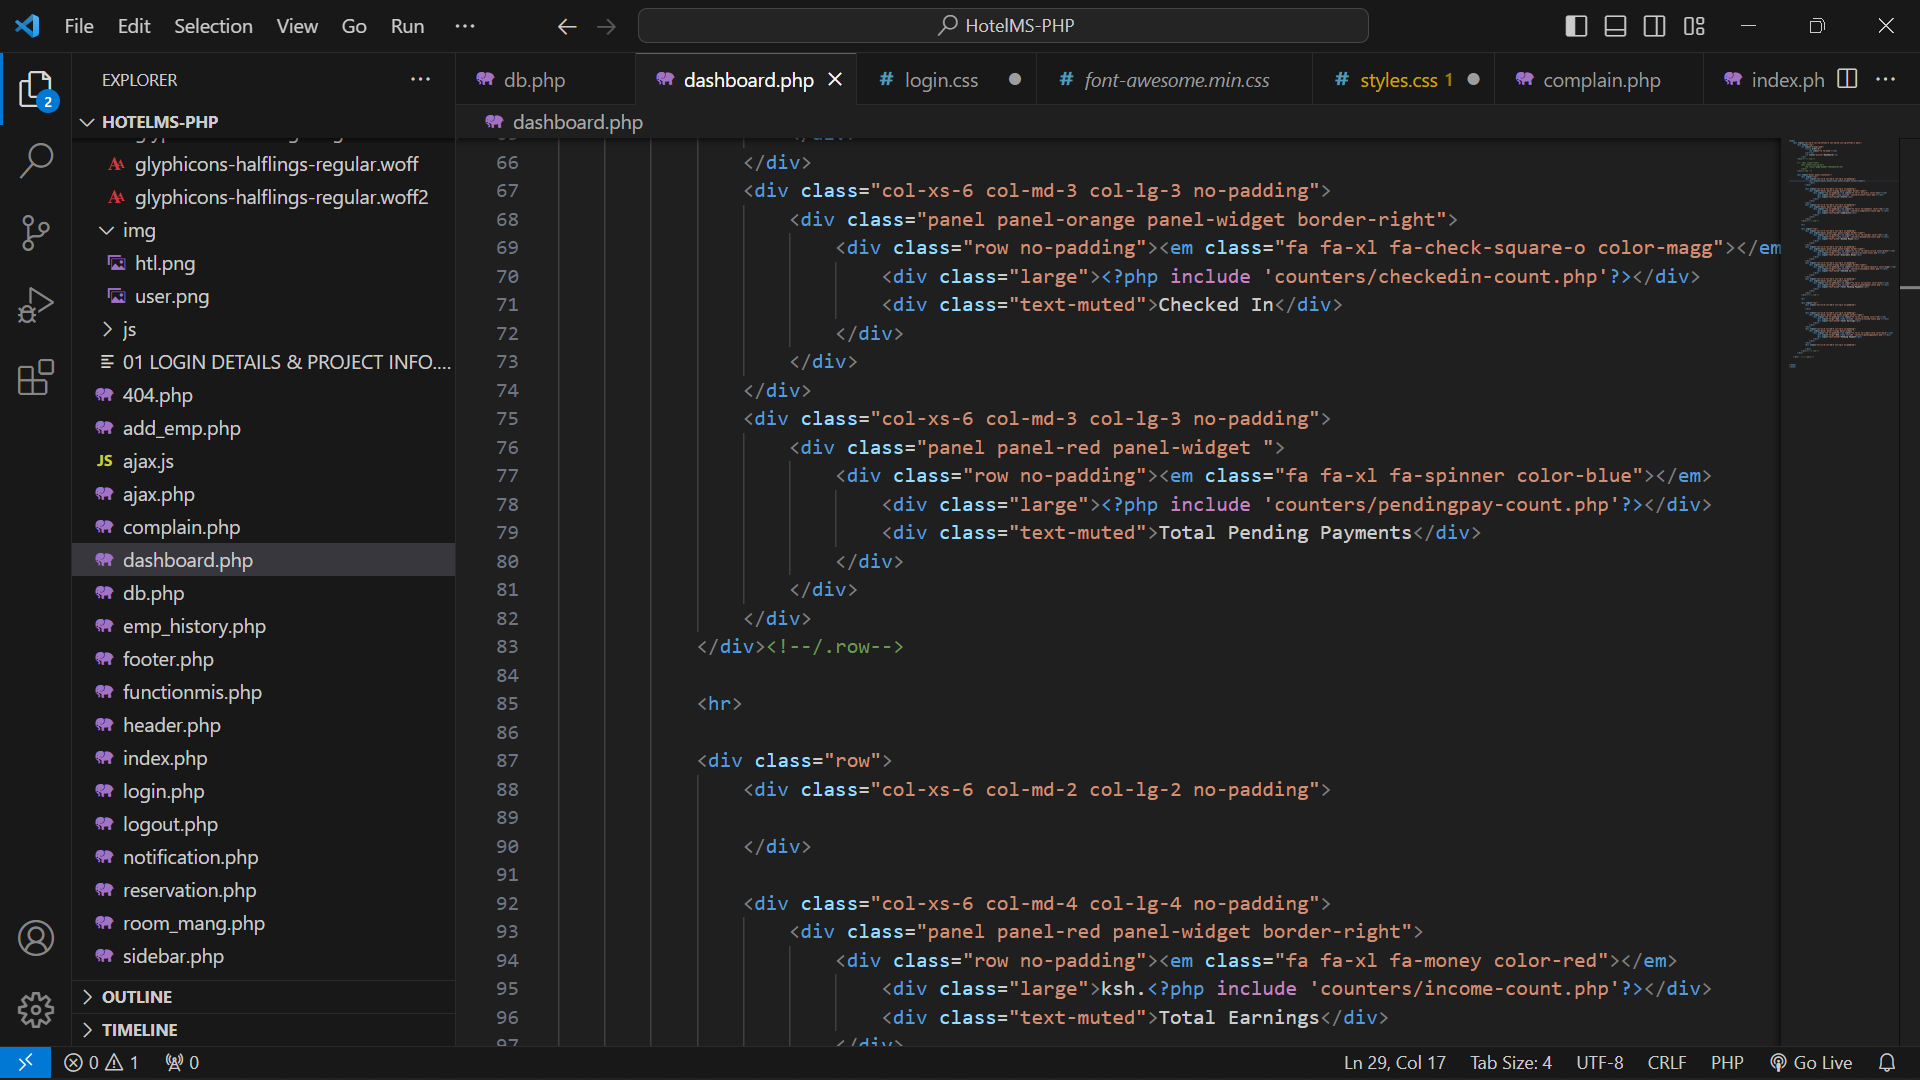 File Edit Selection View Go Run ··· HotelMS-PHP
EXPLORER ···
db.php dashboard.php login.css font-awesome.min.css styles.css 1 complain.php index.ph ···
HOTELMS-PHP
dashboard.php
glyphicons-halflings-regular.woff
glyphicons-halflings-regular.woff2
img
htl.png
user.png
js
01 LOGIN DETAILS & PROJECT INFO....
404.php
add_emp.php
JS ajax.js
ajax.php
complain.php
dashboard.php
db.php
emp_history.php
footer.php
functionmis.php
header.php
index.php
login.php
logout.php
notification.php
reservation.php
room_mang.php
sidebar.php
OUTLINE
TIMELINE
2
66 </div>
67 <div class="col-xs-6 col-md-3 col-lg-3 no-padding">
68 <div class="panel panel-orange panel-widget border-right">
69 <div class="row no-padding"><em class="fa fa-xl fa-check-square-o color-magg"></em
70 <div class="large"><?php include 'counters/checkedin-count.php'?></div>
71 <div class="text-muted">Checked In</div>
72 </div>
73 </div>
74 </div>
75 <div class="col-xs-6 col-md-3 col-lg-3 no-padding">
76 <div class="panel panel-red panel-widget ">
77 <div class="row no-padding"><em class="fa fa-xl fa-spinner color-blue"></em>
78 <div class="large"><?php include 'counters/pendingpay-count.php'?></div>
79 <div class="text-muted">Total Pending Payments</div>
80 </div>
81 </div>
82 </div>
83 </div><!--/.row-->
84
85 <hr>
86
87 <div class="row">
88 <div class="col-xs-6 col-md-2 col-lg-2 no-padding">
89
90 </div>
91
92 <div class="col-xs-6 col-md-4 col-lg-4 no-padding">
93 <div class="panel panel-red panel-widget border-right">
94 <div class="row no-padding"><em class="fa fa-xl fa-money color-red"></em>
95 <div class="large">ksh.<?php include 'counters/income-count.php'?></div>
96 <div class="text-muted">Total Earnings</div>
97 </div>
0 1 0 Ln 29, Col 17 Tab Size: 4 UTF-8 CRLF PHP Go Live